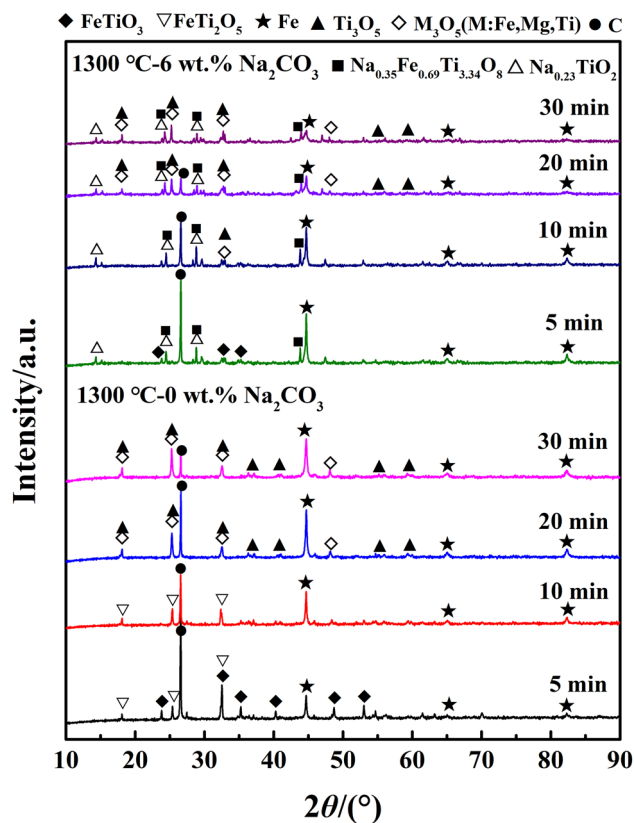 FeTiO₃ FeTi₂O₅ Fe Ti₃O₅ M₃O₅(M:Fe,Mg,Ti) C
1300 °C-6 wt.% Na₂CO₃ Na₀.₃₅Fe₀.₆₉Ti₃.₃₄O₈ Na₀.₂₃TiO₂
30 min
20 min
10 min
5 min
1300 °C-0 wt.% Na₂CO₃
30 min
20 min
10 min
5 min
Intensity/a.u.
10 20 30 40 50 60 70 80 90
2θ/(°)